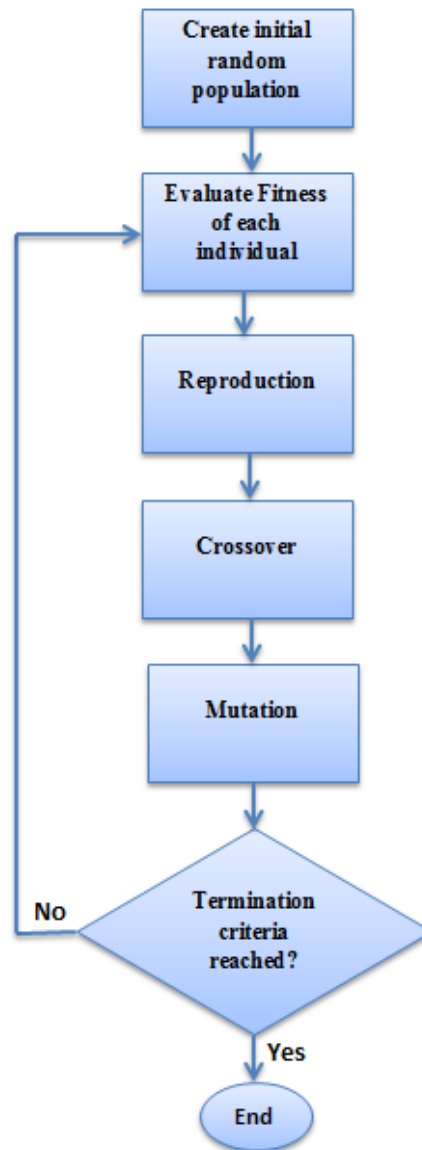 Create initial
random
population
Evaluate Fitness
of each
individual
Reproduction
Crossover
Mutation
Termination
criteria
reached?
No
Yes
End